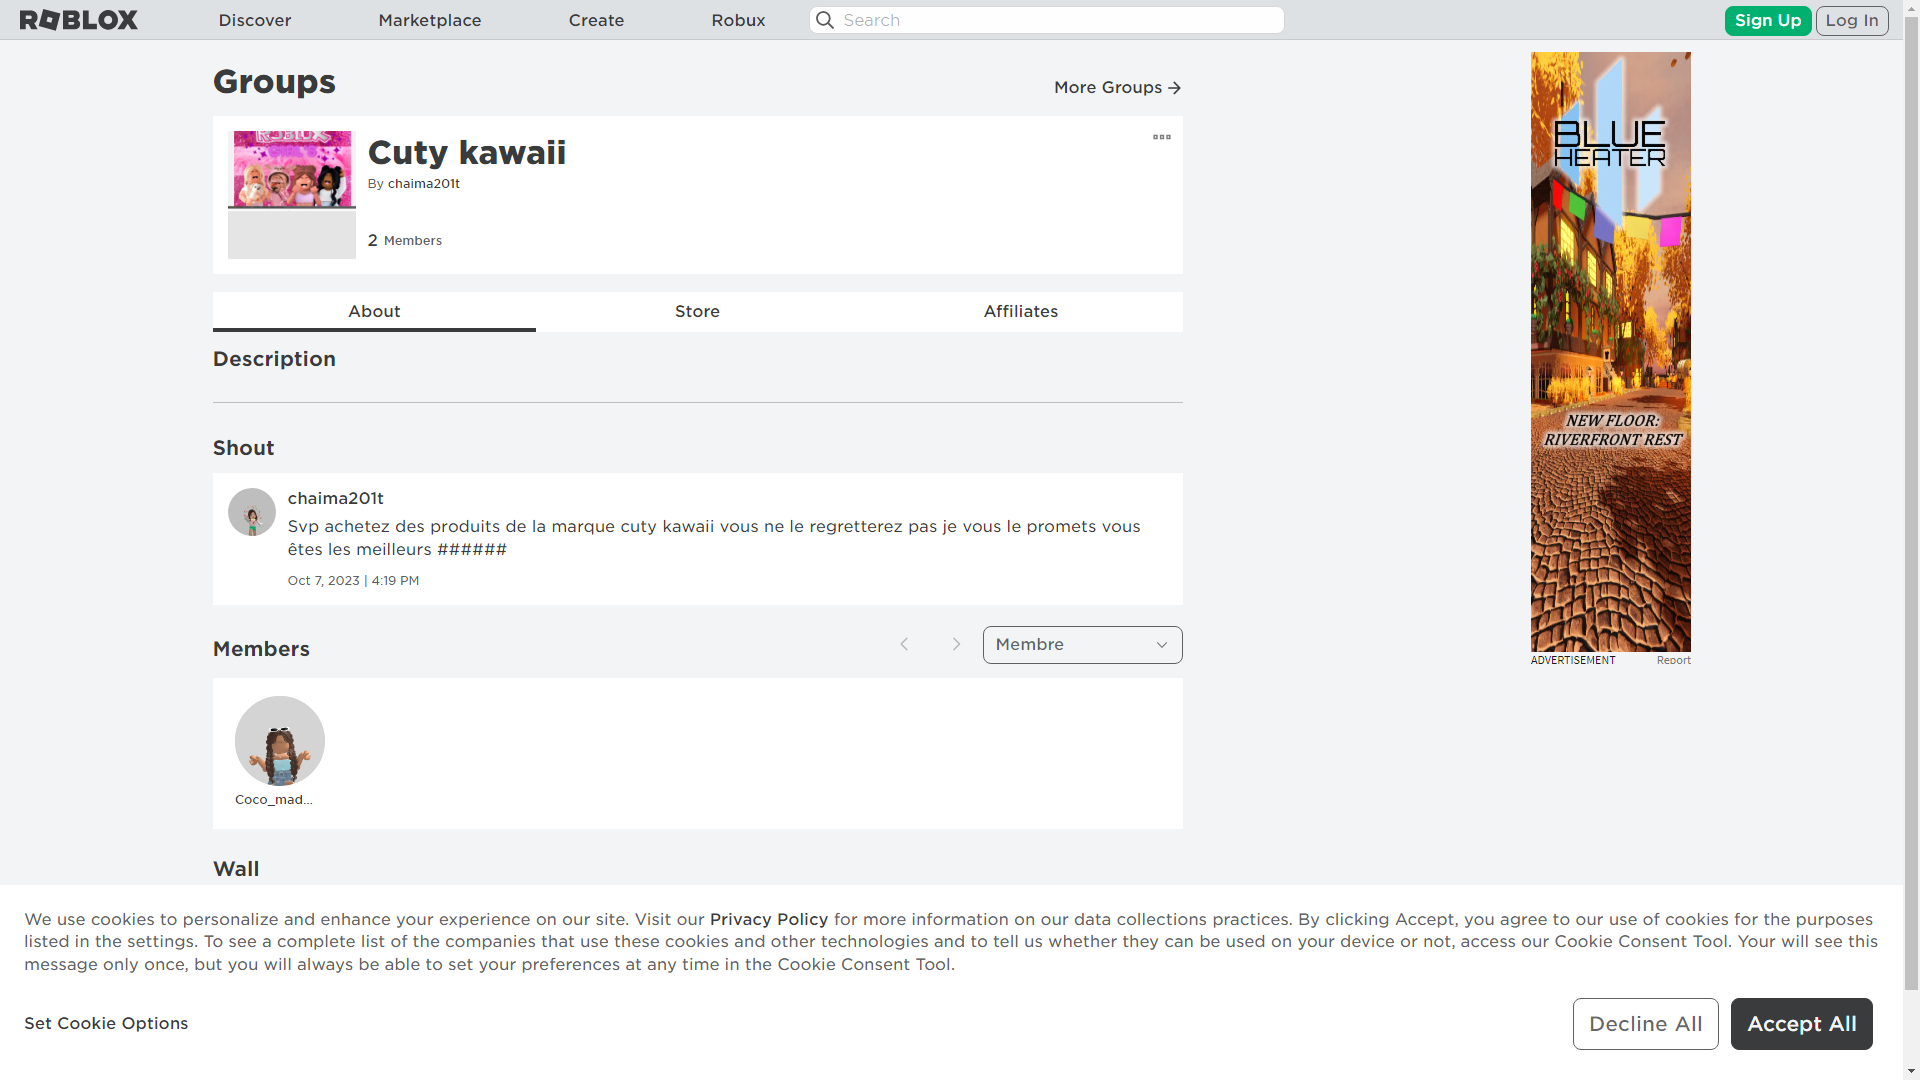 ROBLOX
Discover
Marketplace
Create
Robux
Search
Sign Up
Log In
Groups
More Groups
ROBLOX
Cuty kawaii
By chaima201t
2 Members
About
Store
Affiliates
Description
Shout
chaima201t
Svp achetez des produits de la marque cuty kawaii vous ne le regretterez pas je vous le promets vous
êtes les meilleurs ######
Oct 7, 2023 | 4:19 PM
Members
Membre
Coco_mad...
Wall
BLUE
HEATER
NEW FLOOR:
RIVERFRONT REST
ADVERTISEMENT
Report
We use cookies to personalize and enhance your experience on our site. Visit our Privacy Policy for more information on our data collections practices. By clicking Accept, you agree to our use of cookies for the purposes
listed in the settings. To see a complete list of the companies that use these cookies and other technologies and to tell us whether they can be used on your device or not, access our Cookie Consent Tool. Your will see this
message only once, but you will always be able to set your preferences at any time in the Cookie Consent Tool.
Set Cookie Options
Decline All
Accept All